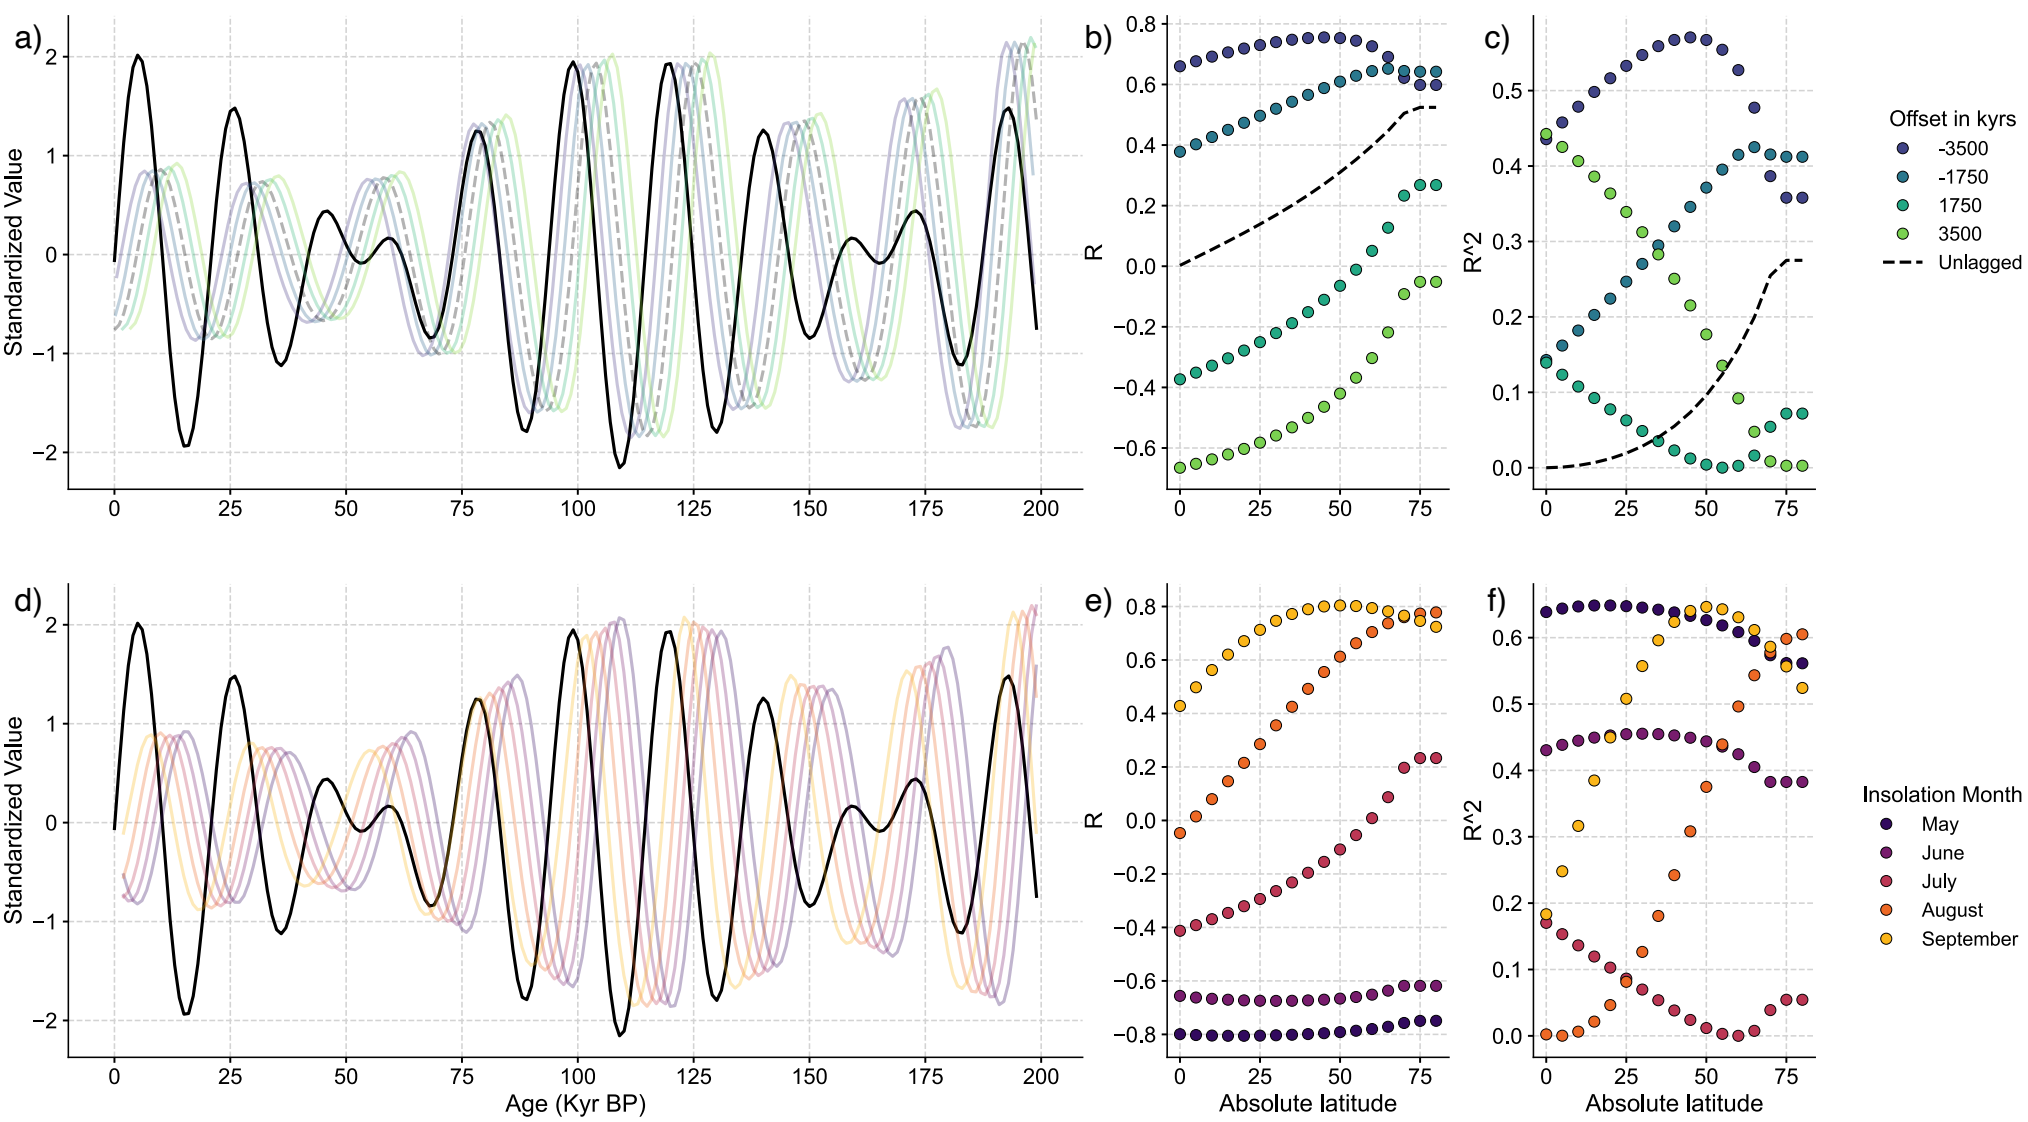 a)
Standardized Value
2
1
0
−1
−2
0 25 50 75 100 125 150 175 200
b)
R
0.8
0.6
0.4
0.2
0.0
−0.2
−0.4
−0.6
0 25 50 75
c)
R^2
0.5
0.4
0.3
0.2
0.1
0.0
0 25 50 75
Offset in kyrs
-3500
-1750
1750
3500
Unlagged
d)
Standardized Value
2
1
0
−1
−2
0 25 50 75 100 125 150 175 200
Age (Kyr BP)
e)
R
0.8
0.6
0.4
0.2
0.0
−0.2
−0.4
−0.6
−0.8
0 25 50 75
Absolute latitude
f)
R^2
0.6
0.5
0.4
0.3
0.2
0.1
0.0
0 25 50 75
Absolute latitude
Insolation Month
May
June
July
August
September